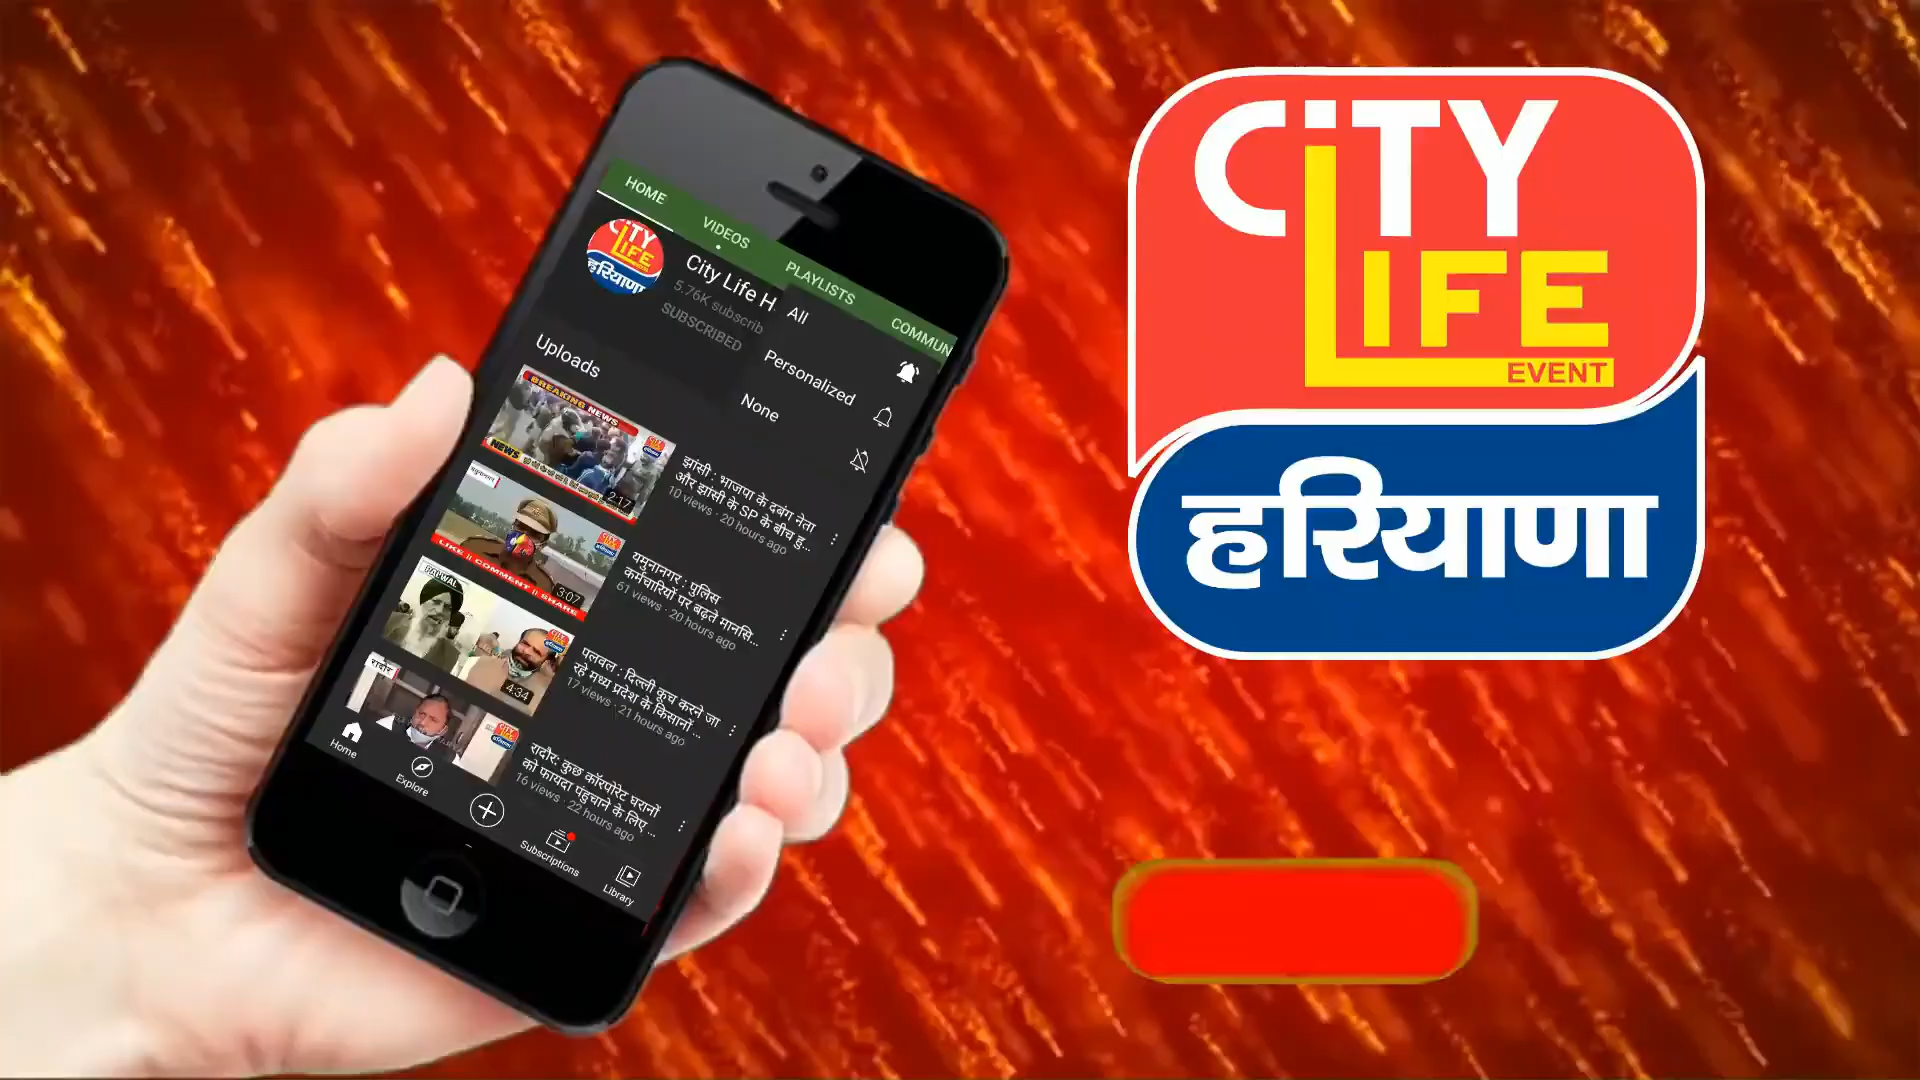 HOME
VIDEOS
PLAYLISTS
COMMUN
CiTY
LIFE
हरियाणा
City Life H
5.76K subscrib
SUBSCRIBED
All
Personalized
None
Uploads
BREAKING NEWS
NEWS
2:17
झांसी : भाजपा के दबंग नेता
और झांसी के SP के बीच हु...
10 views · 20 hours ago
LIKE || COMMENT || SHARE
3:07
यमुनानगर : पुलिस
कर्मचारियों पर बढ़ते मानसि...
61 views · 20 hours ago
PALWAL
4:34
पलवल : दिल्ली कूच करने जा
रहे मध्य प्रदेश के किसानों ...
17 views · 21 hours ago
रादौर
रादौर: कुछ कॉरपोरेट घरानों
को फायदा पंहुचाने के लिए ...
16 views · 22 hours ago
Home
Explore
Subscriptions
Library
CiTY
LIFE
EVENT
हरियाणा